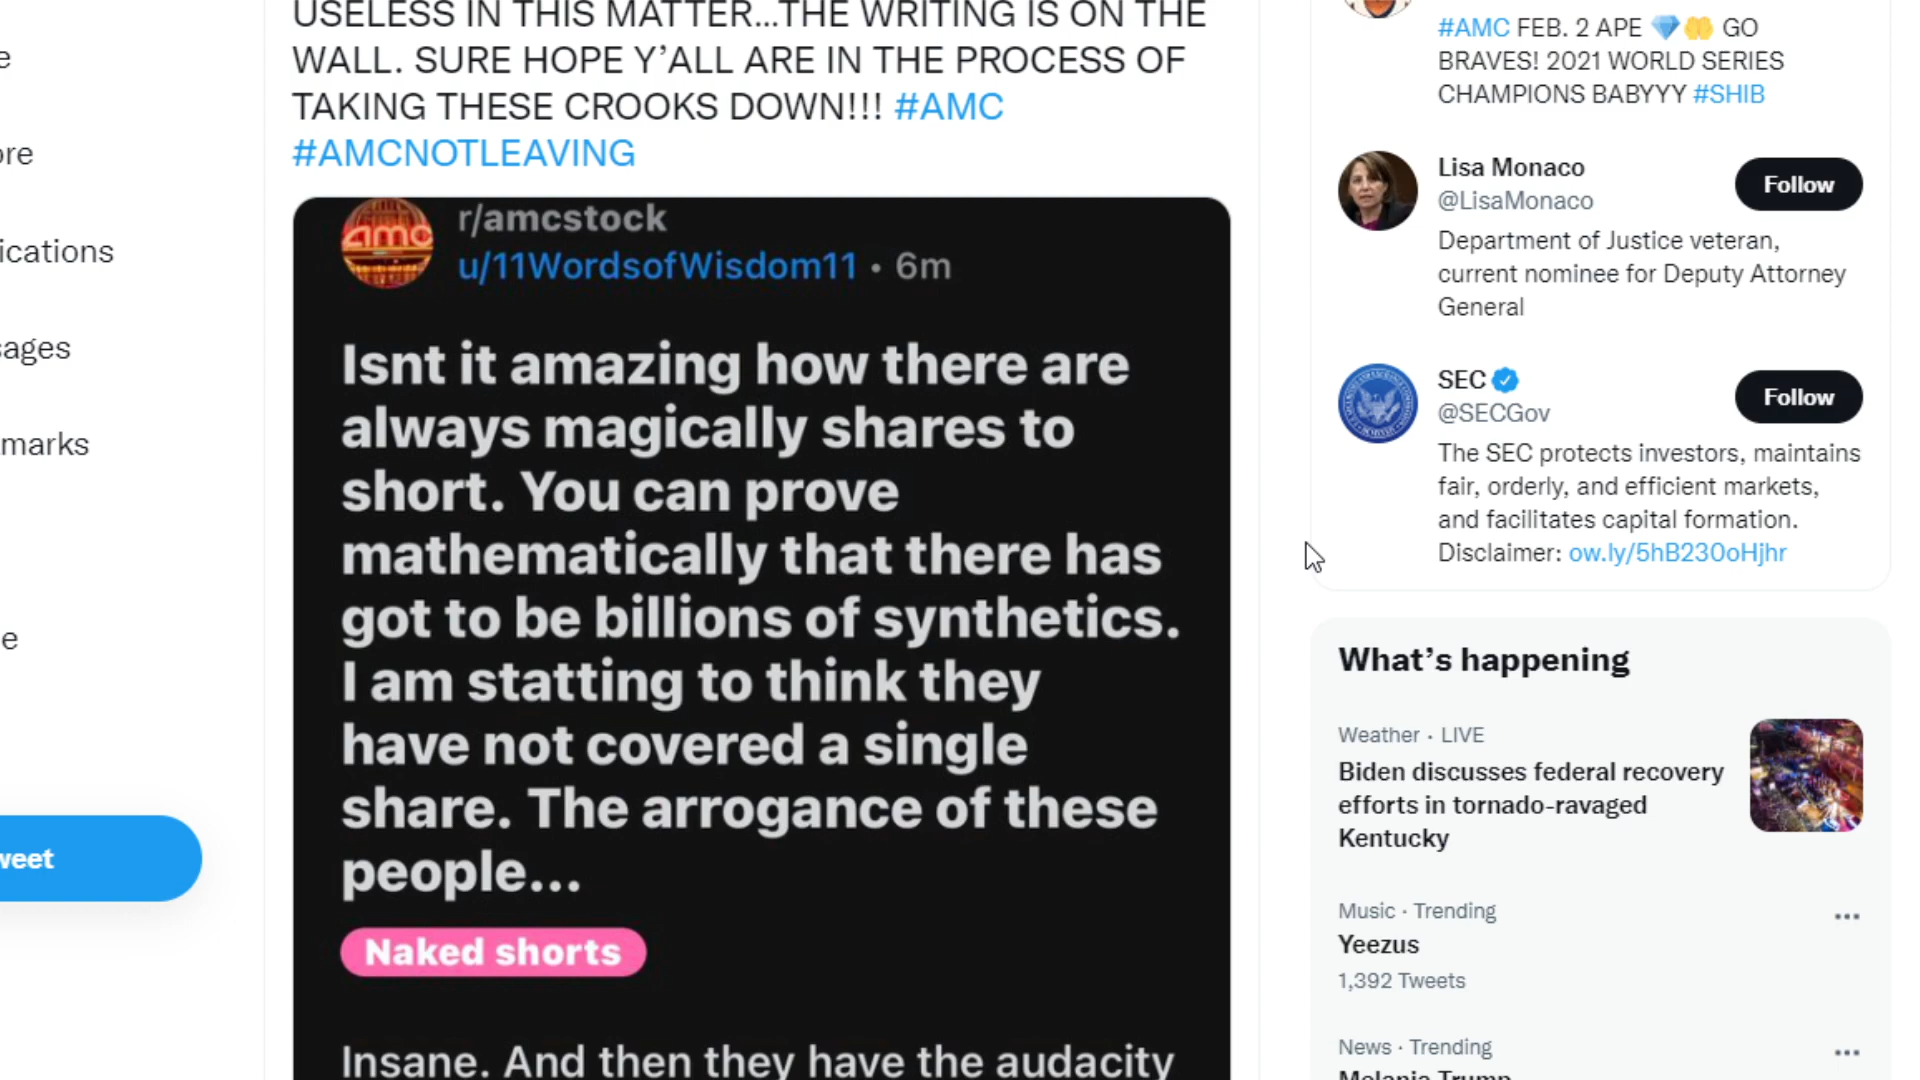 USELESS IN THIS MATTER...THE WRITING IS ON THE
WALL. SURE HOPE Y'ALL ARE IN THE PROCESS OF
TAKING THESE CROOKS DOWN!!! #AMC
#AMCNOTLEAVING
r/amcstock
u/11WordsofWisdom11 · 6m
Isnt it amazing how there are
always magically shares to
short. You can prove
mathematically that there has
got to be billions of synthetics.
I am statting to think they
have not covered a single
share. The arrogance of these
people...
Naked shorts
Insane. And then they have the audacity
e
ore
ications
sages
kmarks
e
weet
#AMC FEB. 2 APE 💎👐 GO
BRAVES! 2021 WORLD SERIES
CHAMPIONS BABYYY #SHIB
Lisa Monaco
@LisaMonaco
Follow
Department of Justice veteran,
current nominee for Deputy Attorney
General
SEC
@SECGov
Follow
The SEC protects investors, maintains
fair, orderly, and efficient markets,
and facilitates capital formation.
Disclaimer: ow.ly/5hB230oHjhr
What's happening
Weather · LIVE
Biden discusses federal recovery
efforts in tornado-ravaged
Kentucky
Music · Trending
Yeezus
1,392 Tweets
News · Trending
Melania Trump